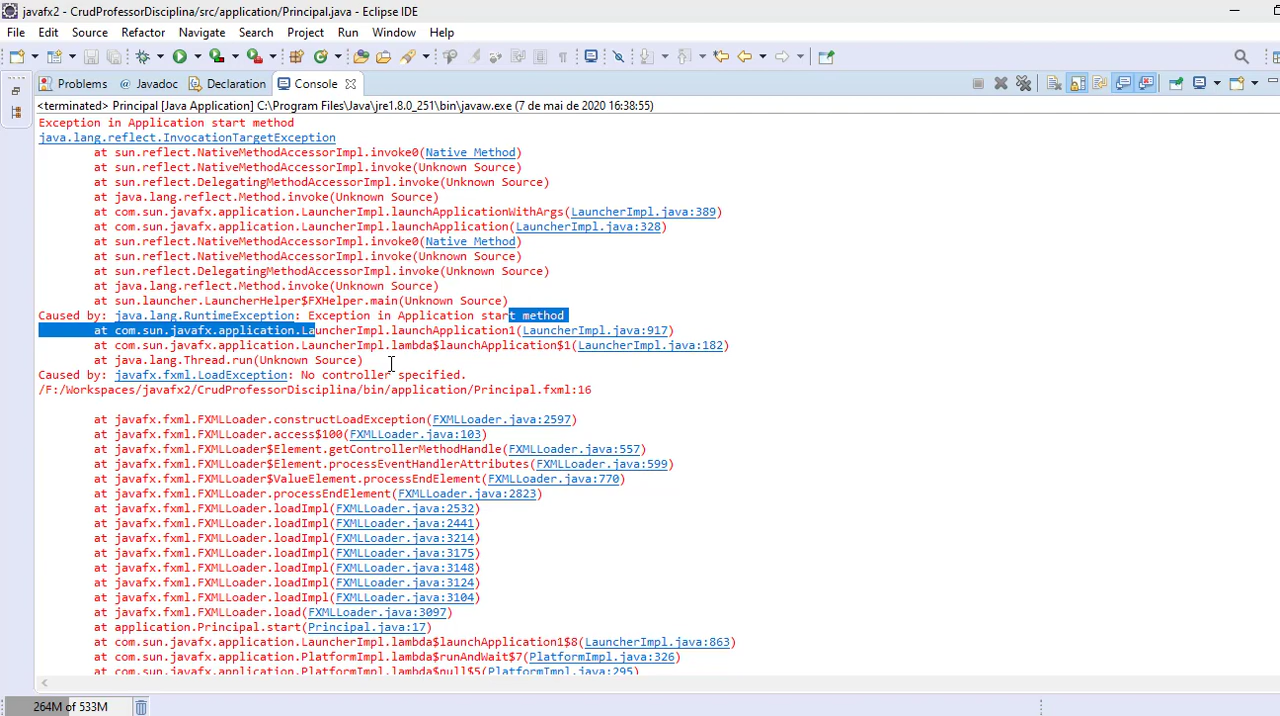 javafx2 - CrudProfessorDisciplina/src/application/Principal.java - Eclipse IDE
File Edit Source Refactor Navigate Search Project Run Window Help
Problems @ Javadoc Declaration Console
<terminated> Principal [Java Application] C:\Program Files\Java\jre1.8.0_251\bin\javaw.exe (7 de mai de 2020 16:38:55)
Exception in Application start method
java.lang.reflect.InvocationTargetException
at sun.reflect.NativeMethodAccessorImpl.invoke0(Native Method)
at sun.reflect.NativeMethodAccessorImpl.invoke(Unknown Source)
at sun.reflect.DelegatingMethodAccessorImpl.invoke(Unknown Source)
at java.lang.reflect.Method.invoke(Unknown Source)
at com.sun.javafx.application.LauncherImpl.launchApplicationWithArgs(LauncherImpl.java:389)
at com.sun.javafx.application.LauncherImpl.launchApplication(LauncherImpl.java:328)
at sun.reflect.NativeMethodAccessorImpl.invoke0(Native Method)
at sun.reflect.NativeMethodAccessorImpl.invoke(Unknown Source)
at sun.reflect.DelegatingMethodAccessorImpl.invoke(Unknown Source)
at java.lang.reflect.Method.invoke(Unknown Source)
at sun.launcher.LauncherHelper$FXHelper.main(Unknown Source)
Caused by: java.lang.RuntimeException: Exception in Application start method
at com.sun.javafx.application.LauncherImpl.launchApplication1(LauncherImpl.java:917)
at com.sun.javafx.application.LauncherImpl.lambda$launchApplication$1(LauncherImpl.java:182)
at java.lang.Thread.run(Unknown Source)
Caused by: javafx.fxml.LoadException: No controller specified.
/F:/Workspaces/javafx2/CrudProfessorDisciplina/bin/application/Principal.fxml:16
at javafx.fxml.FXMLLoader.constructLoadException(FXMLLoader.java:2597)
at javafx.fxml.FXMLLoader.access$100(FXMLLoader.java:103)
at javafx.fxml.FXMLLoader$Element.getControllerMethodHandle(FXMLLoader.java:557)
at javafx.fxml.FXMLLoader$Element.processEventHandlerAttributes(FXMLLoader.java:599)
at javafx.fxml.FXMLLoader$ValueElement.processEndElement(FXMLLoader.java:770)
at javafx.fxml.FXMLLoader.processEndElement(FXMLLoader.java:2823)
at javafx.fxml.FXMLLoader.loadImpl(FXMLLoader.java:2532)
at javafx.fxml.FXMLLoader.loadImpl(FXMLLoader.java:2441)
at javafx.fxml.FXMLLoader.loadImpl(FXMLLoader.java:3214)
at javafx.fxml.FXMLLoader.loadImpl(FXMLLoader.java:3175)
at javafx.fxml.FXMLLoader.loadImpl(FXMLLoader.java:3148)
at javafx.fxml.FXMLLoader.loadImpl(FXMLLoader.java:3124)
at javafx.fxml.FXMLLoader.loadImpl(FXMLLoader.java:3104)
at javafx.fxml.FXMLLoader.load(FXMLLoader.java:3097)
at application.Principal.start(Principal.java:17)
at com.sun.javafx.application.LauncherImpl.lambda$launchApplication1$8(LauncherImpl.java:863)
at com.sun.javafx.application.PlatformImpl.lambda$runAndWait$7(PlatformImpl.java:326)
at com.sun.javafx.application.PlatformImpl.lambda$null$5(PlatformImpl.java:295)
264M of 533M